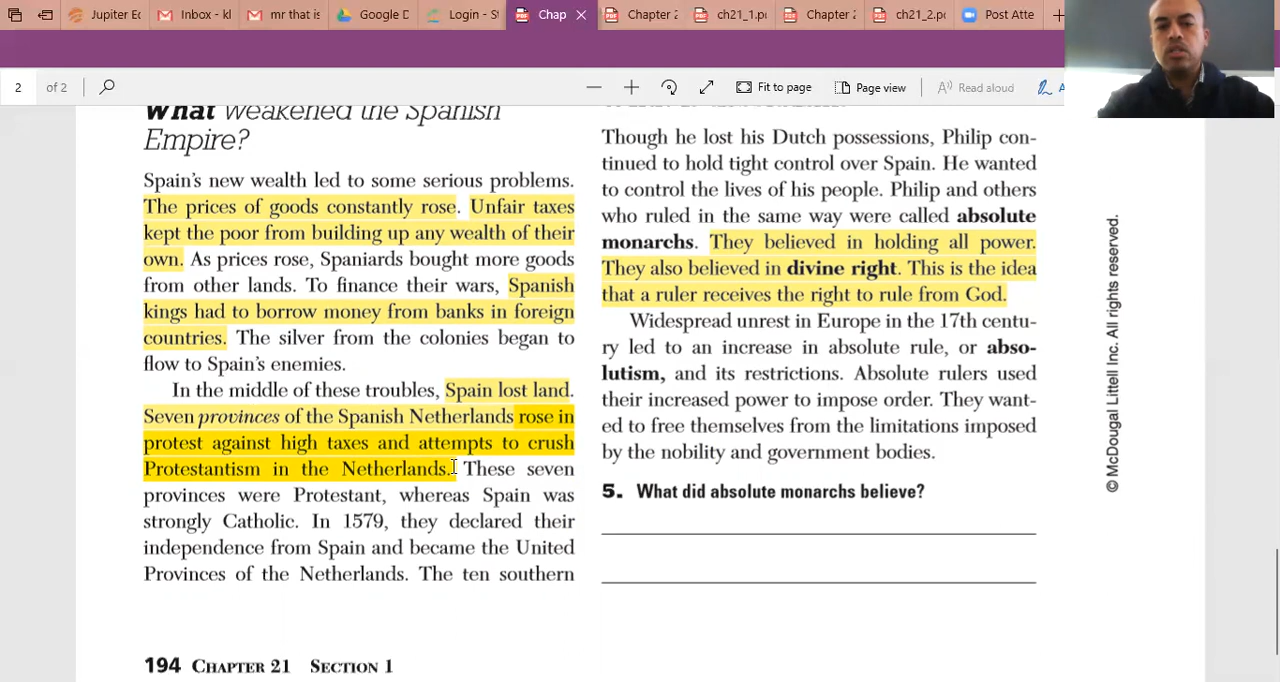 Jupiter Ed
Inbox - kl
mr that is
Google D
Login - St
Chap
Chapter 2
ch21_1.p
Chapter 2
ch21_2.p
Post Atte
2
of 2
Fit to page
Page view
Read aloud
What weakened the Spanish
Empire?
Spain's new wealth led to some serious problems.
The prices of goods constantly rose. Unfair taxes
kept the poor from building up any wealth of their
own. As prices rose, Spaniards bought more goods
from other lands. To finance their wars, Spanish
kings had to borrow money from banks in foreign
countries. The silver from the colonies began to
flow to Spain's enemies.
In the middle of these troubles, Spain lost land.
Seven provinces of the Spanish Netherlands rose in
protest against high taxes and attempts to crush
Protestantism in the Netherlands. These seven
provinces were Protestant, whereas Spain was
strongly Catholic. In 1579, they declared their
independence from Spain and became the United
Provinces of the Netherlands. The ten southern
Though he lost his Dutch possessions, Philip con-
tinued to hold tight control over Spain. He wanted
to control the lives of his people. Philip and others
who ruled in the same way were called absolute
monarchs. They believed in holding all power.
They also believed in divine right. This is the idea
that a ruler receives the right to rule from God.
Widespread unrest in Europe in the 17th centu-
ry led to an increase in absolute rule, or abso-
lutism, and its restrictions. Absolute rulers used
their increased power to impose order. They want-
ed to free themselves from the limitations imposed
by the nobility and government bodies.
5. What did absolute monarchs believe?
© McDougal Littell Inc. All rights reserved.
194 CHAPTER 21 SECTION 1